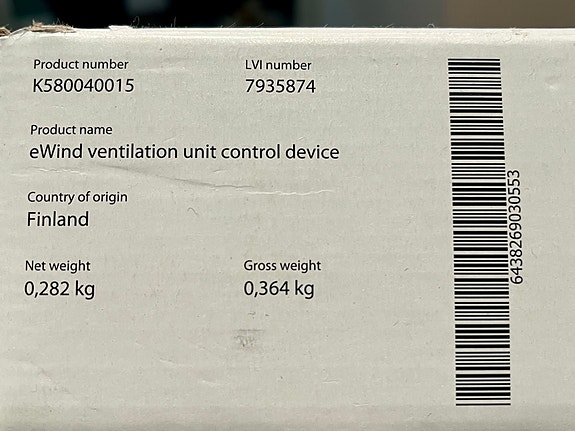 Product number LVI number
K580040015 7935874
Product name
eWind ventilation unit control device
Country of origin
Finland
Net weight Gross weight
0,282 kg 0,364 kg
6438269030553